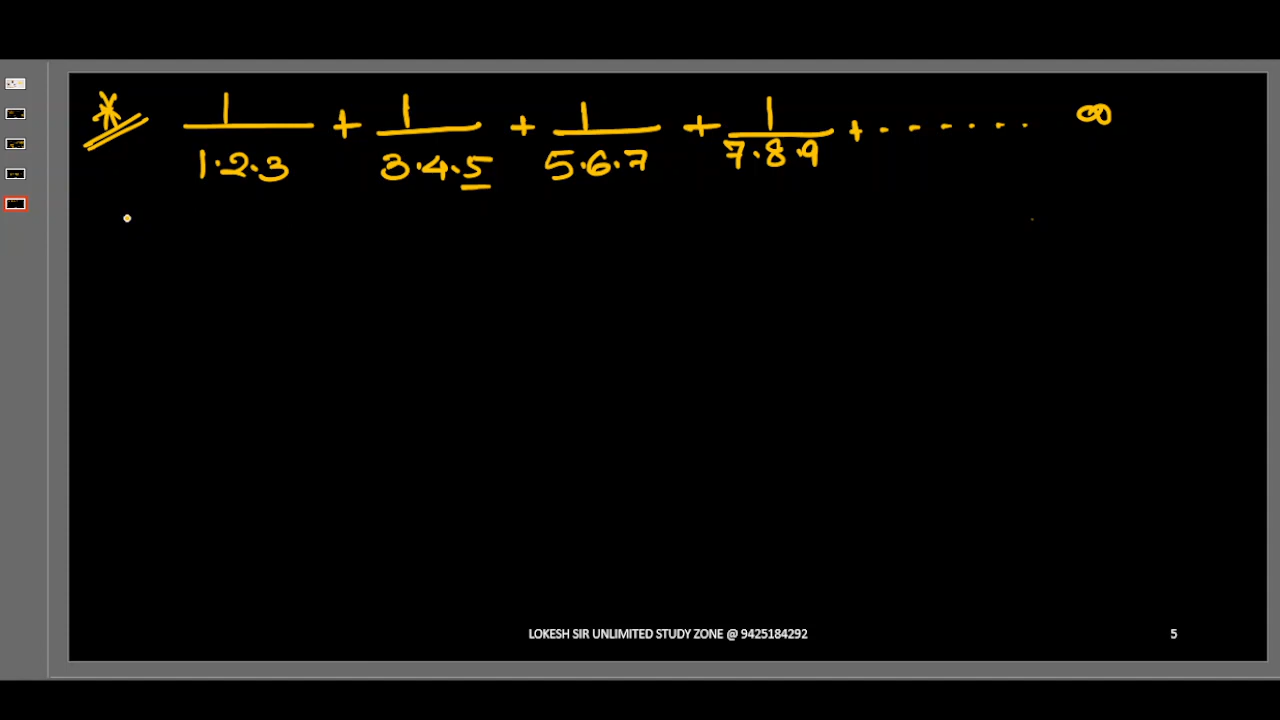 * 1/1·2·3 + 1/3·4·5 + 1/5·6·7 + 1/7·8·9 + - - - - - - ∞
LOKESH SIR UNLIMITED STUDY ZONE @ 9425184292
5